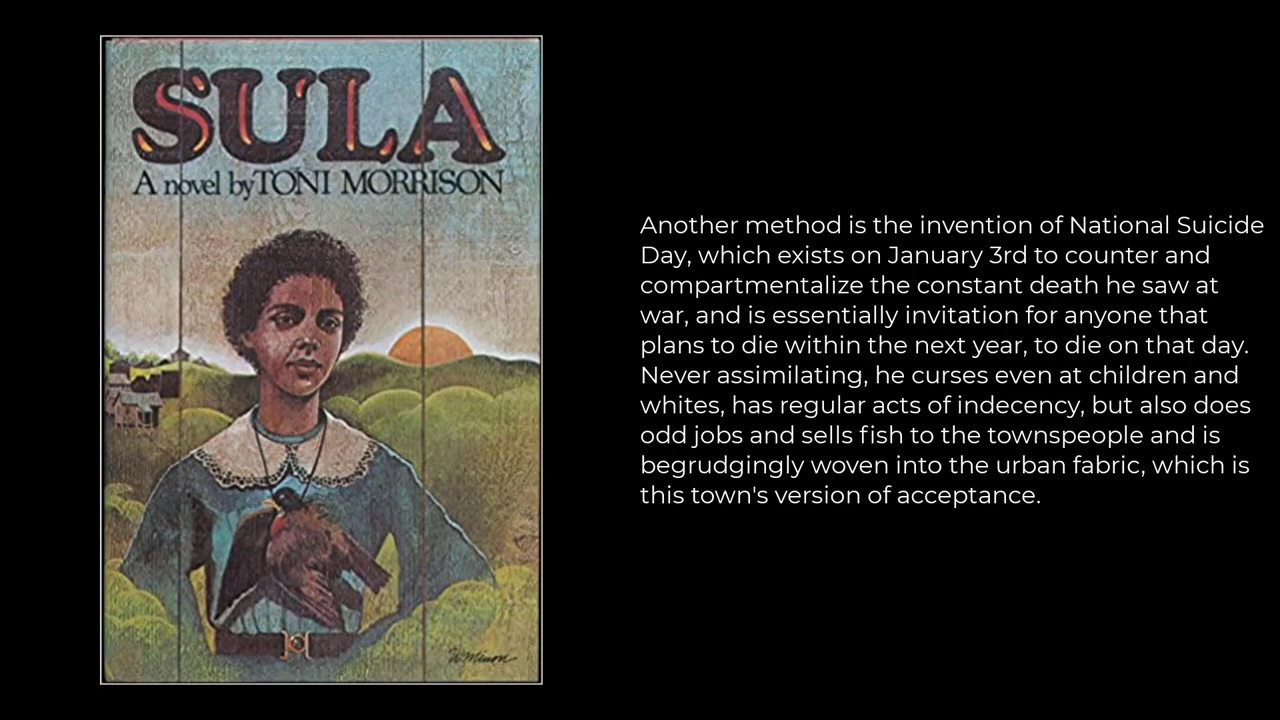 SULA
A novel by TONI MORRISON
Another method is the invention of National Suicide
Day, which exists on January 3rd to counter and
compartmentalize the constant death he saw at
war, and is essentially invitation for anyone that
plans to die within the next year, to die on that day.
Never assimilating, he curses even at children and
whites, has regular acts of indecency, but also does
odd jobs and sells fish to the townspeople and is
begrudgingly woven into the urban fabric, which is
this town's version of acceptance.